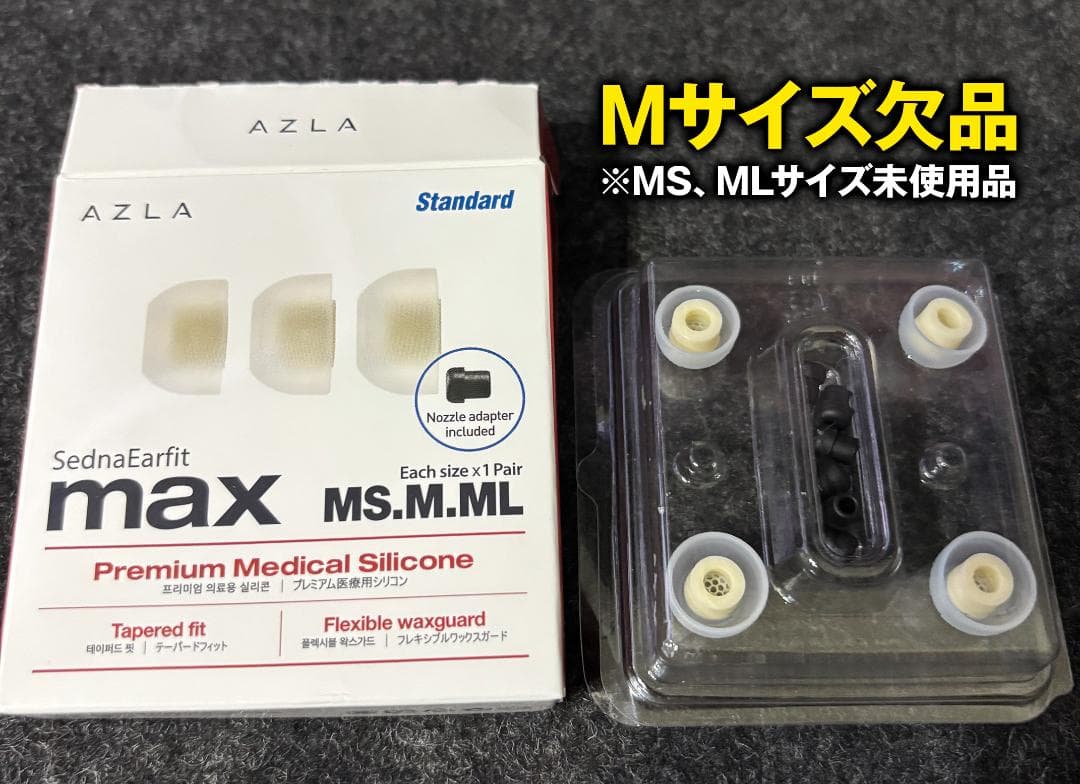 AZLA
AZLA
Standard
Nozzle adapter
included
SednaEarfit
max
Each size x 1 Pair
MS.M.ML
Premium Medical Silicone
프리미엄 의료용 실리콘 | プレミアム医療用シリコン
Tapered fit
테이퍼드 핏 | テーパードフィット
Flexible waxguard
플렉시블 왁스가드 | フレキシブルワックスガード
Mサイズ欠品
※MS、MLサイズ未使用品